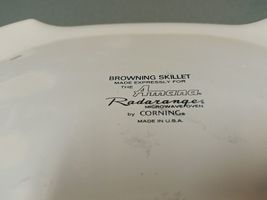 BROWNING SKILLET
MADE EXPRESSLY FOR
THE Amana®
Radarange®
MICROWAVE OVEN
by CORNING®
MADE IN U.S.A.